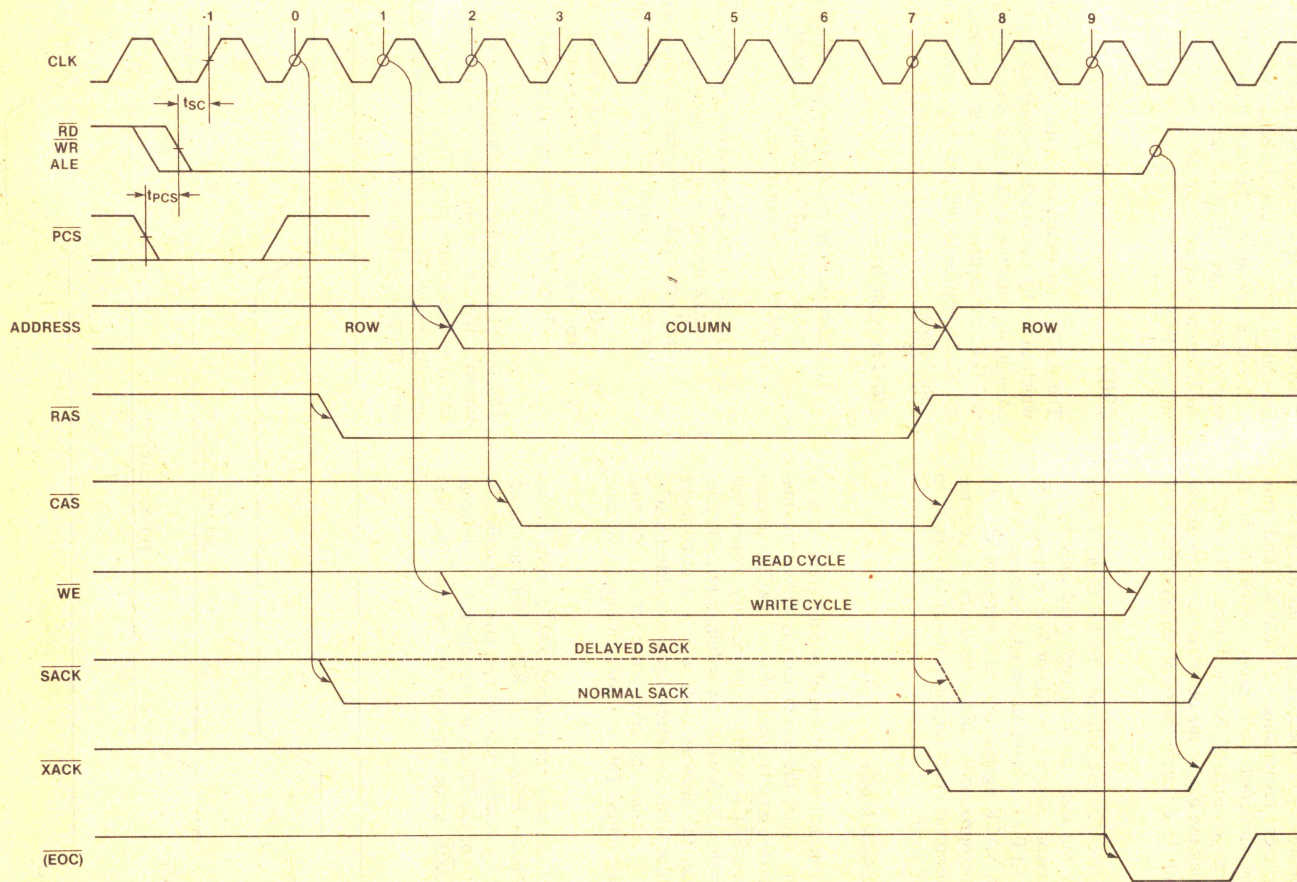 -1 0 1 2 3 4 5 6 7 8 9
CLK
tSC
RD
WR
ALE
tPCS
PCS
ADDRESS ROW COLUMN ROW
RAS
CAS
READ CYCLE
WE
WRITE CYCLE
DELAYED SACK
SACK
NORMAL SACK
XACK
(EOC)